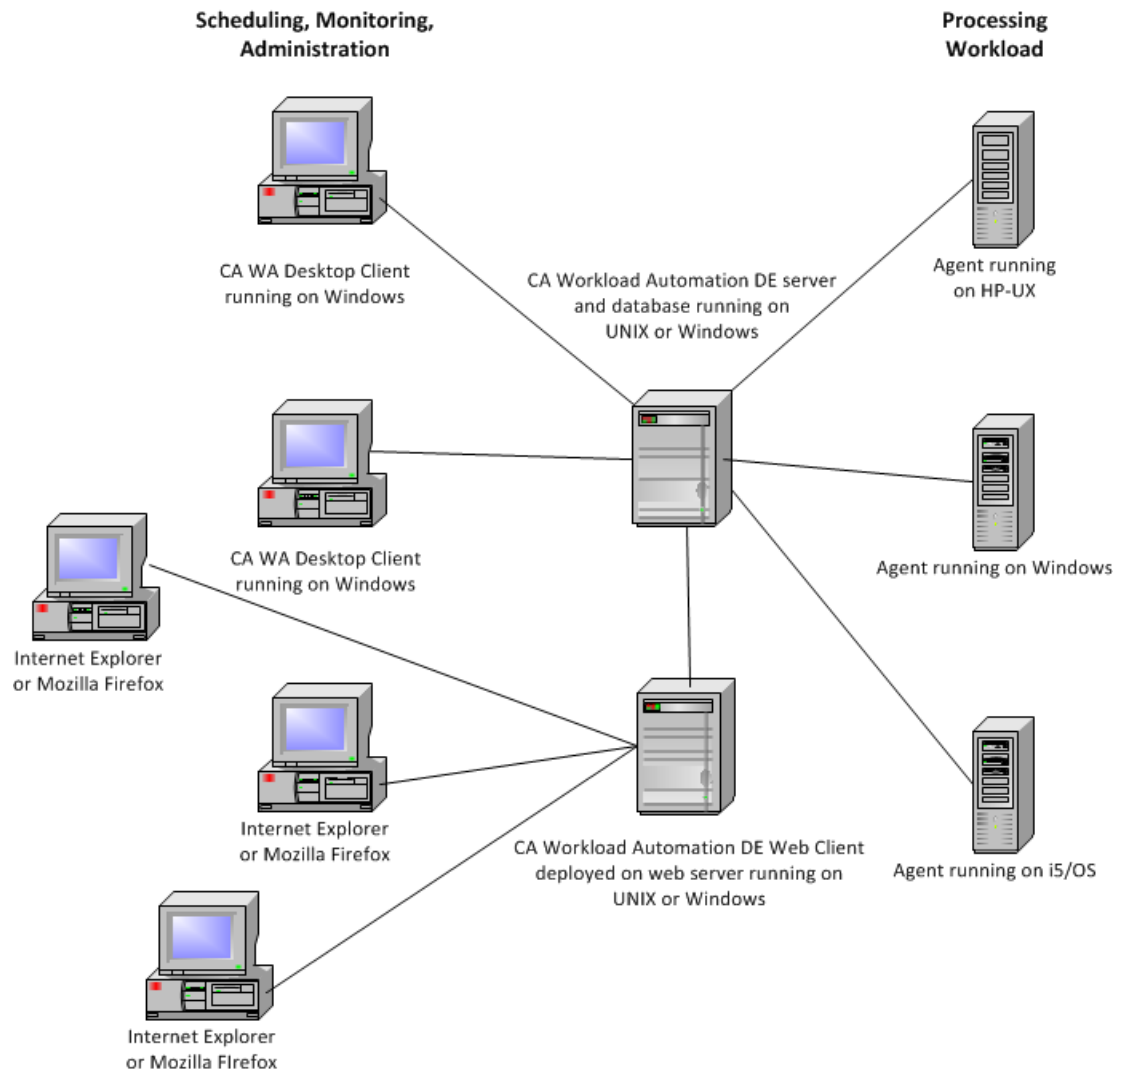 Scheduling, Monitoring,
Administration
Processing
Workload
CA WA Desktop Client
running on Windows
CA Workload Automation DE server
and database running on
UNIX or Windows
Agent running
on HP-UX
CA WA Desktop Client
running on Windows
Agent running on Windows
Internet Explorer
or Mozilla Firefox
Internet Explorer
or Mozilla Firefox
CA Workload Automation DE Web Client
deployed on web server running on
UNIX or Windows
Agent running on i5/OS
Internet Explorer
or Mozilla FIrefox